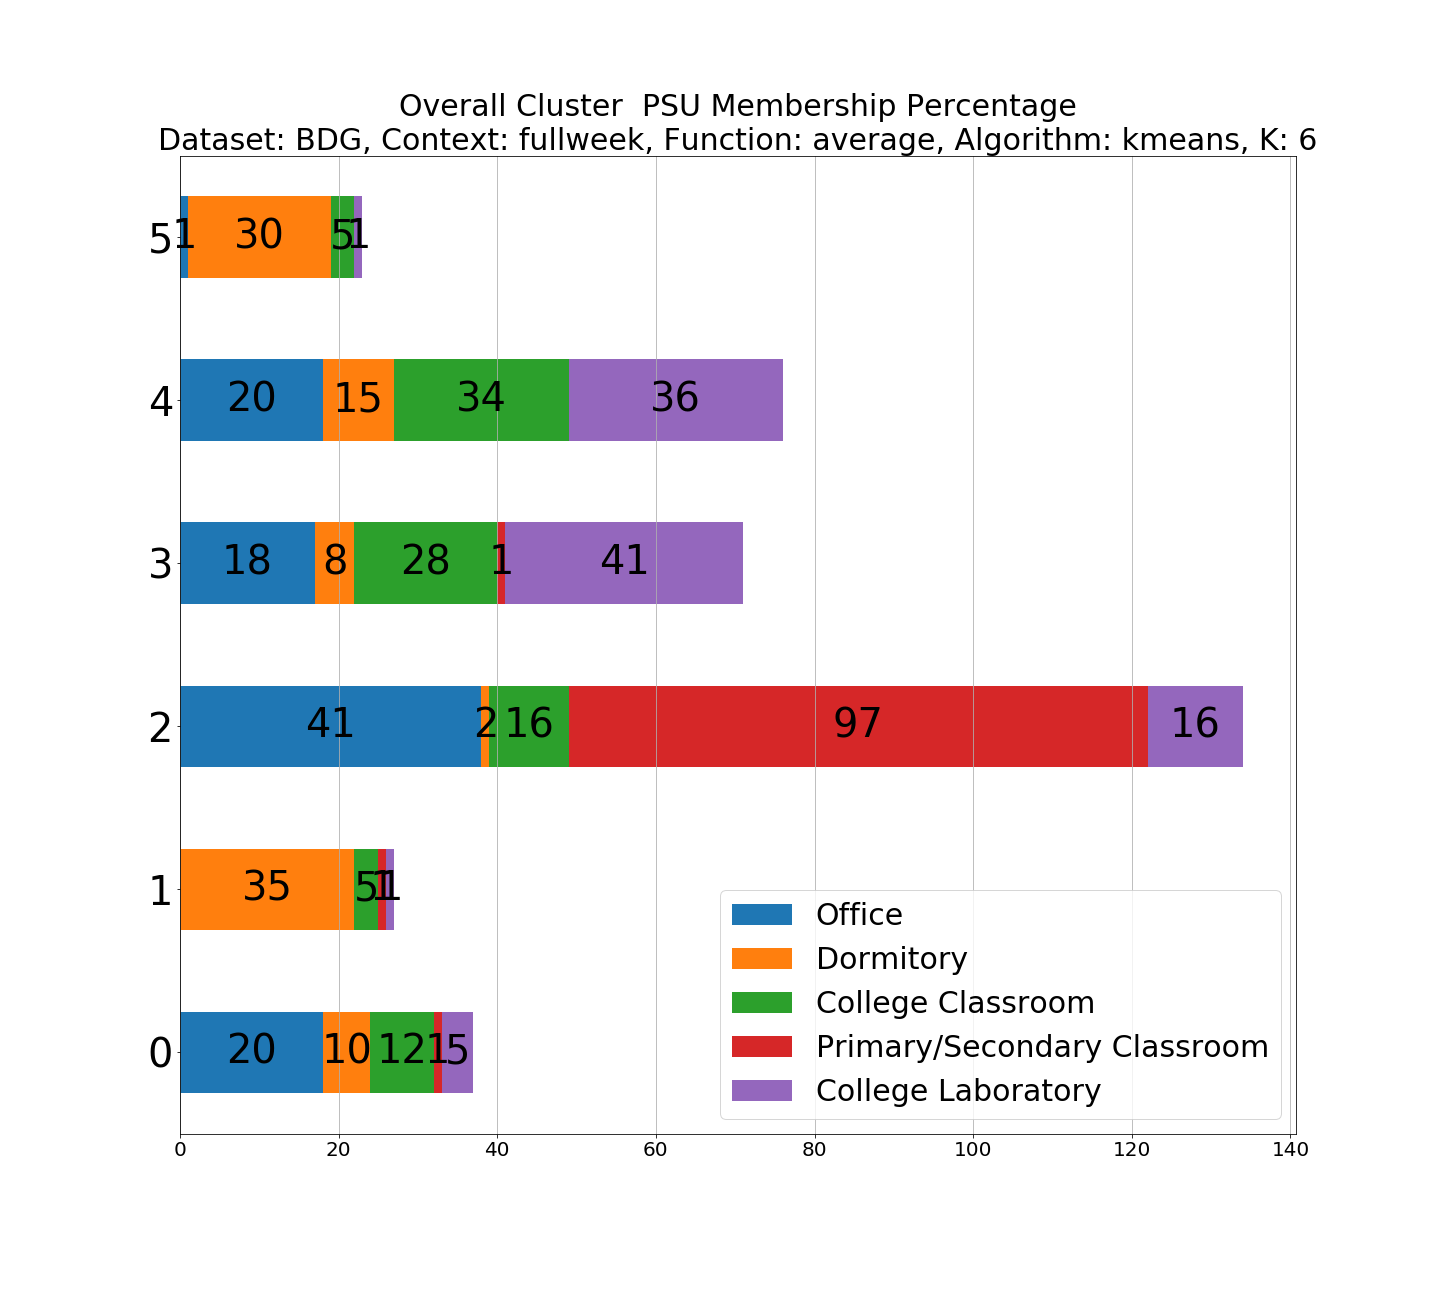 Overall Cluster  PSU Membership Percentage
Dataset: BDG, Context: fullweek, Function: average, Algorithm: kmeans, K: 6
5 1 30 5 1
4 20 15 34 36
3 18 8 28 1 41
2 41 2 16 97 16
1 35 5 1 1
0 20 10 12 1 5
Office
Dormitory
College Classroom
Primary/Secondary Classroom
College Laboratory
0 20 40 60 80 100 120 140